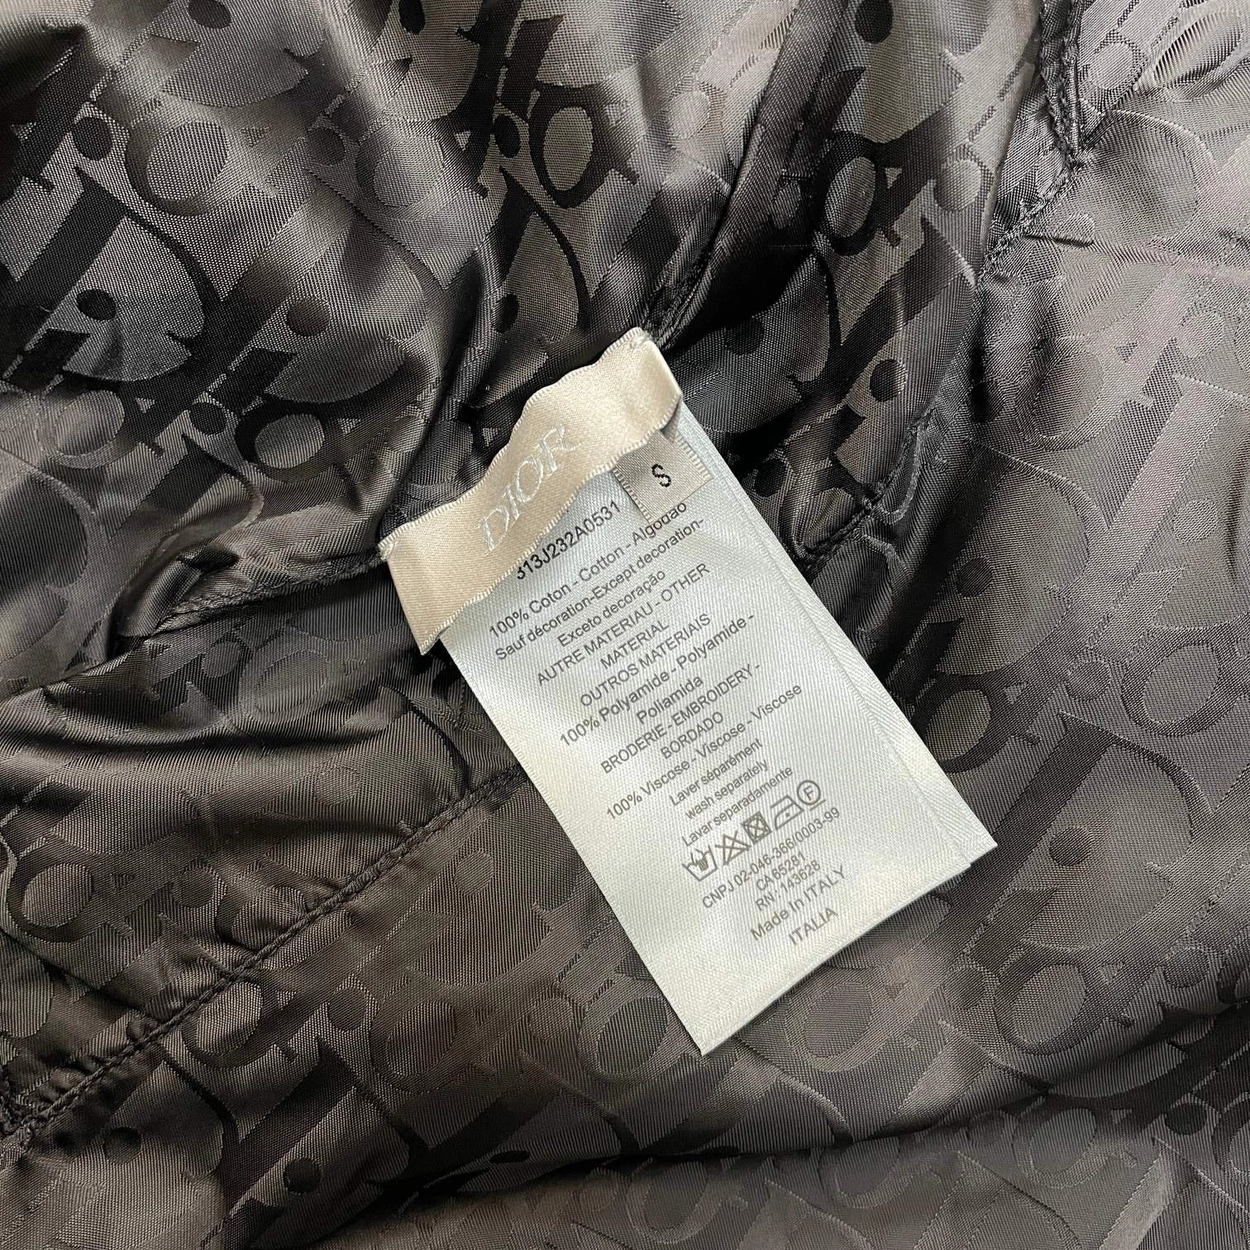 DIOR
S
313J232A0531
100% Coton - Cotton - Algodão
Sauf décoration-Except decoration-
Exceto decoração
AUTRE MATERIAU - OTHER
MATERIAL
OUTROS MATERIAIS
100% Polyamide - Polyamide -
Poliamida
BRODERIE - EMBROIDERY -
BORDADO
100% Viscose - Viscose - Viscose
Laver séparément
wash separately
Lavar separadamente
F
CNPJ 02-046-366/0003-99
CA 65281
RN : 143628
Made In ITALY
ITALIA